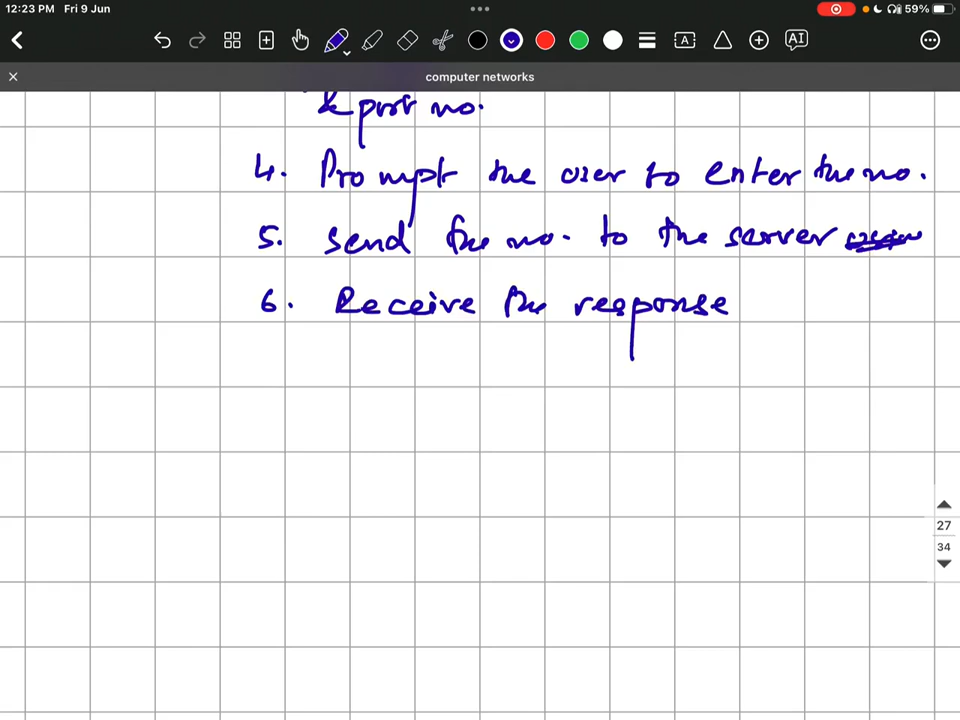 12:23 PM Fri 9 Jun
59%
A
AI
computer networks
& port no.
4. Prompt the user to enter the no.
5. Send the no. to the server
6. Receive the response
27
34